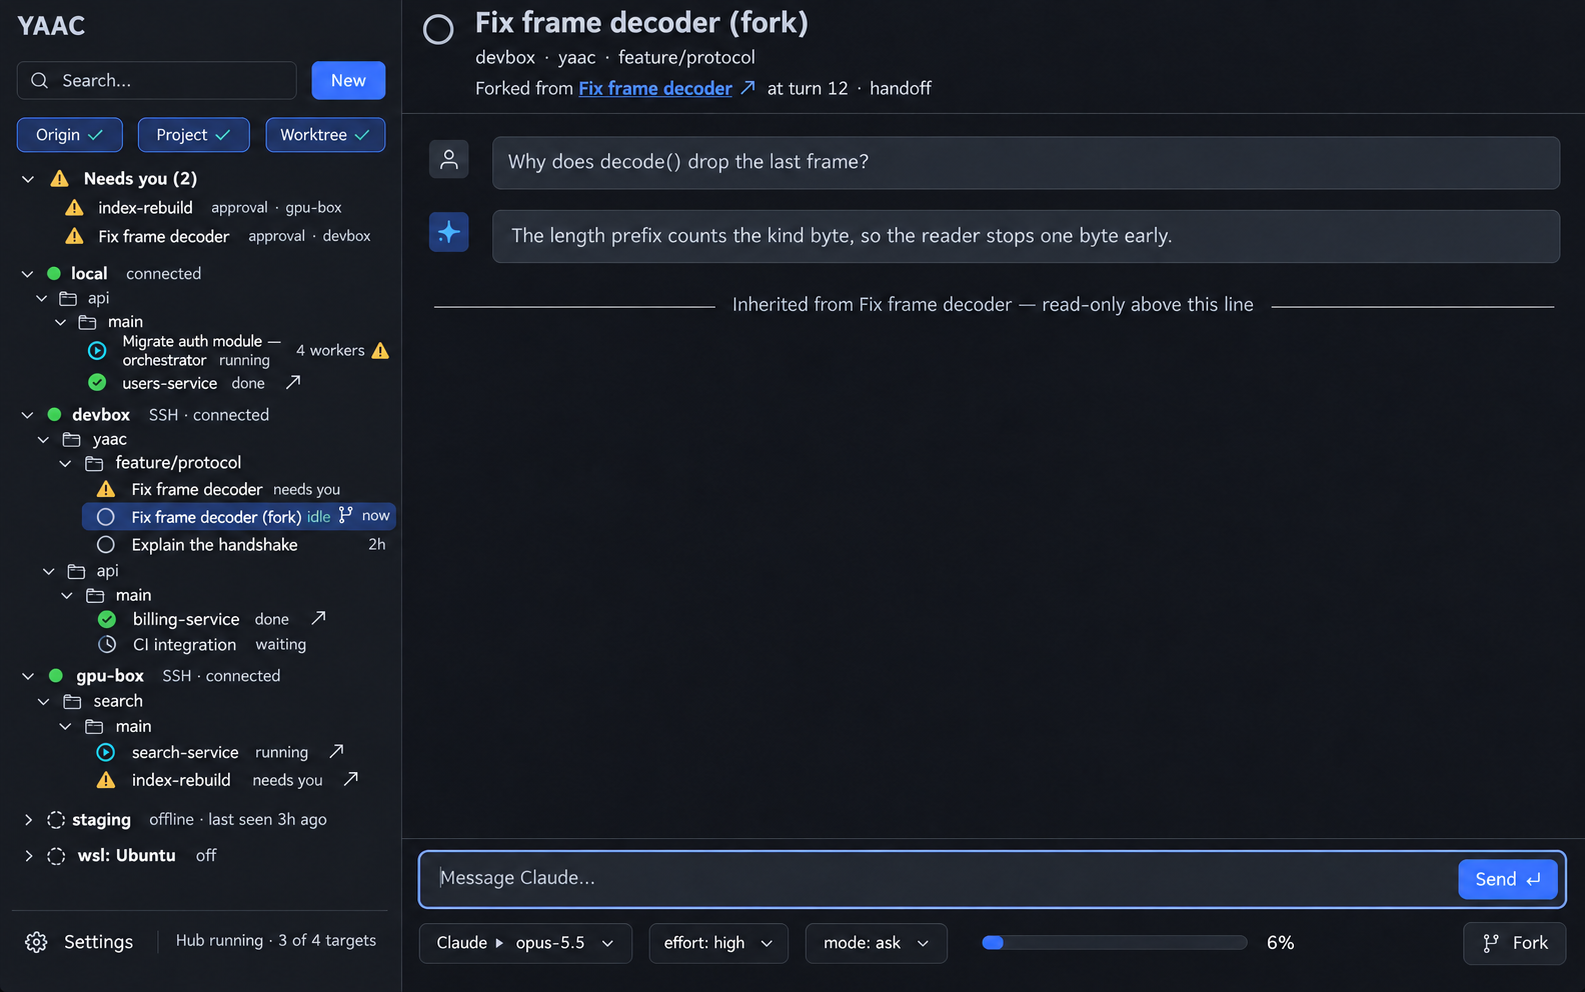 YAAC
Search...
New
Origin
Project
Worktree
Needs you (2)
index-rebuild approval · gpu-box
Fix frame decoder approval · devbox
local connected
api
main
Migrate auth module —
orchestrator running
4 workers
users-service done
devbox SSH · connected
yaac
feature/protocol
Fix frame decoder needs you
Fix frame decoder (fork) idle now
Explain the handshake 2h
api
main
billing-service done
CI integration waiting
gpu-box SSH · connected
search
main
search-service running
index-rebuild needs you
staging offline · last seen 3h ago
wsl: Ubuntu off
Settings
Hub running · 3 of 4 targets
Fix frame decoder (fork)
devbox · yaac · feature/protocol
Forked from Fix frame decoder at turn 12 · handoff
Why does decode() drop the last frame?
The length prefix counts the kind byte, so the reader stops one byte early.
Inherited from Fix frame decoder — read-only above this line
Message Claude...
Send
Claude opus-5.5
effort: high
mode: ask
6%
Fork